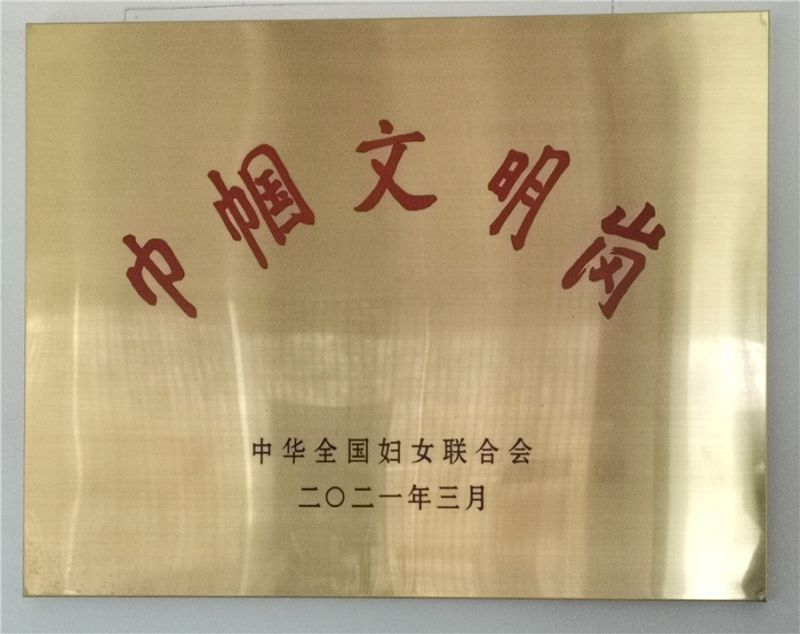 巾帼文明岗
中华全国妇女联合会
二〇二一年三月